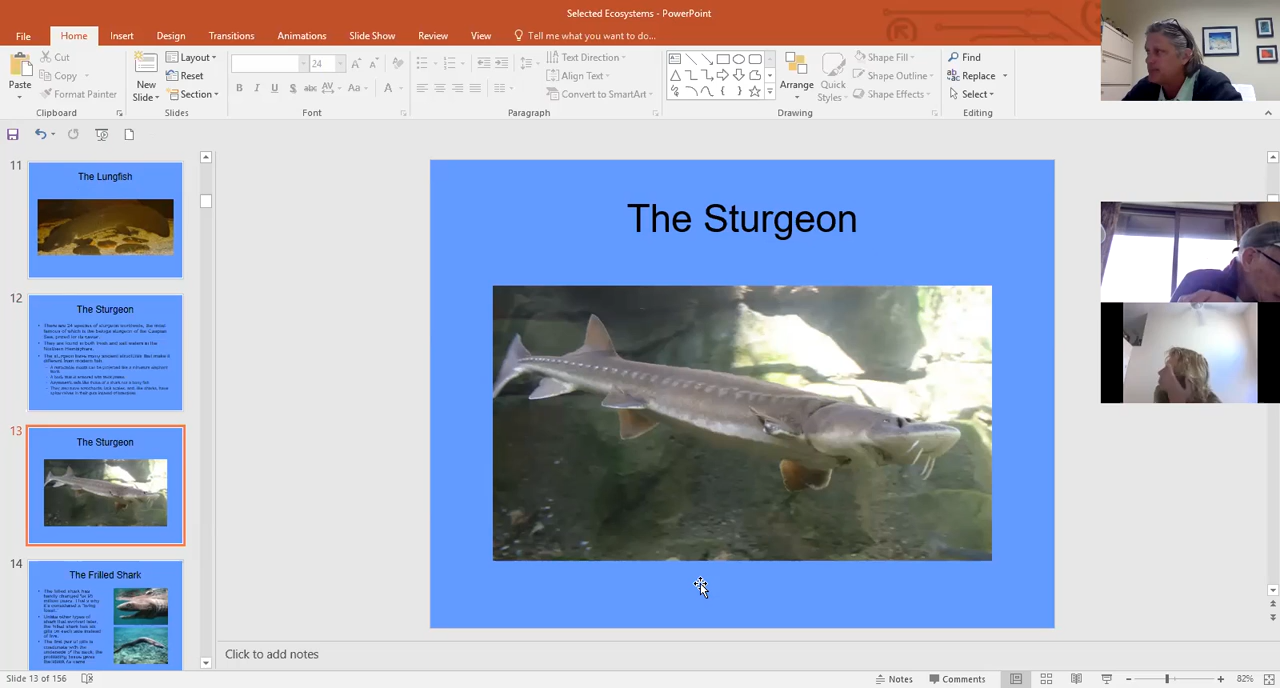 Selected Ecosystems - PowerPoint
File Home Insert Design Transitions Animations Slide Show Review View Tell me what you want to do...
Paste
Cut
Copy
Format Painter
Clipboard
New
Slide
Layout
Reset
Section
Slides
24
B I U S abc AV Aa A
Font
Text Direction
Align Text
Convert to SmartArt
Paragraph
Arrange
Quick
Styles
Shape Fill
Shape Outline
Shape Effects
Drawing
Find
Replace
Select
Editing
11
The Lungfish
12
The Sturgeon
13
The Sturgeon
14
The Frilled Shark
The Sturgeon
Click to add notes
Slide 13 of 156
Notes
Comments
82%